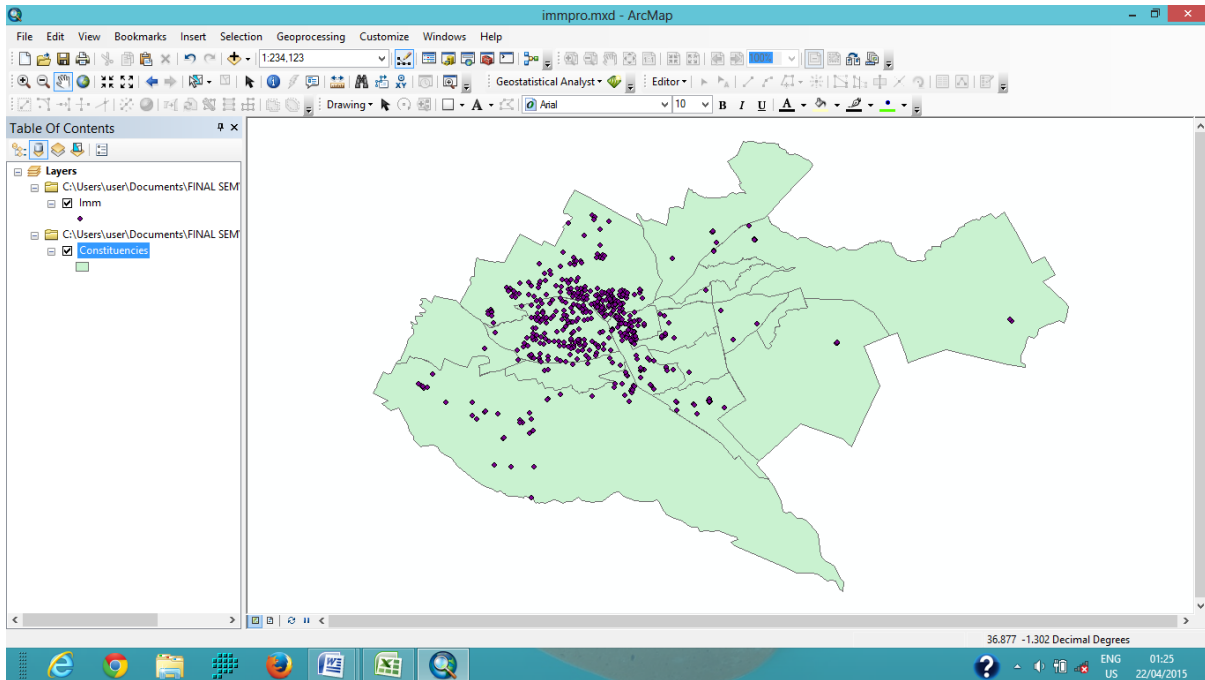 immpro.mxd - ArcMap
File Edit View Bookmarks Insert Selection Geoprocessing Customize Windows Help
1:234,123 100%
Geostatistical Analyst Editor
Drawing A Arial 10 B I U A
Table Of Contents
Layers
C:\Users\user\Documents\FINAL SEM
Imm
C:\Users\user\Documents\FINAL SEM
Constituencies
36.877 -1.302 Decimal Degrees
ENG 01:25
US 22/04/2015